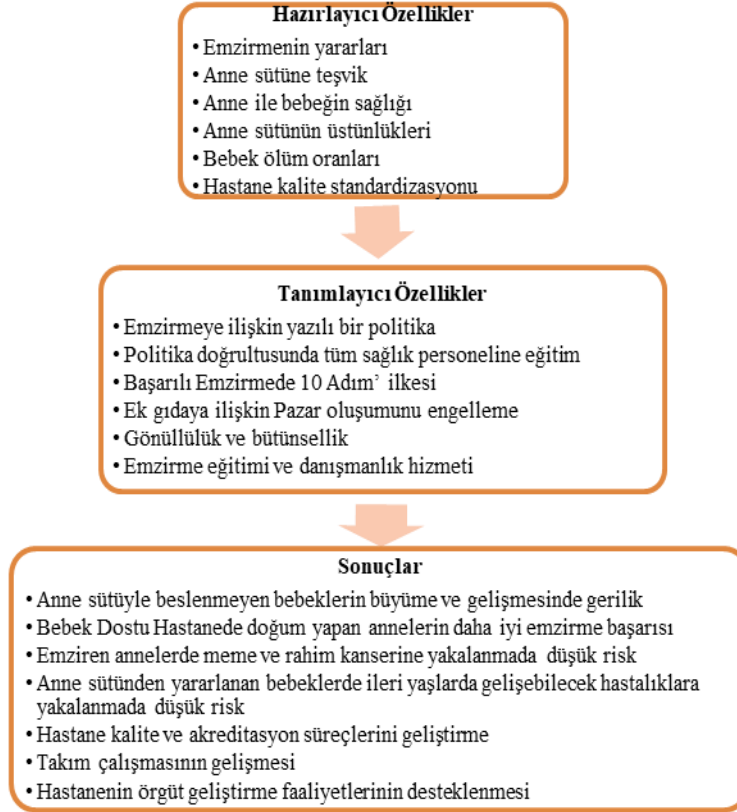 Hazırlayıcı Özellikler
• Emzirmenin yararları
• Anne sütüne teşvik
• Anne ile bebeğin sağlığı
• Anne sütünün üstünlükleri
• Bebek ölüm oranları
• Hastane kalite standardizasyonu
Tanımlayıcı Özellikler
• Emzirmeye ilişkin yazılı bir politika
• Politika doğrultusunda tüm sağlık personeline eğitim
• Başarılı Emzirmede 10 Adım’ ilkesi
• Ek gıdaya ilişkin Pazar oluşumunu engelleme
• Gönüllülük ve bütünsellik
• Emzirme eğitimi ve danışmanlık hizmeti
Sonuçlar
• Anne sütüyle beslenmeyen bebeklerin büyüme ve gelişmesinde gerilik
• Bebek Dostu Hastanede doğum yapan annelerin daha iyi emzirme başarısı
• Emziren annelerde meme ve rahim kanserine yakalanmada düşük risk
• Anne sütünden yararlanan bebeklerde ileri yaşlarda gelişebilecek hastalıklara
yakalanmada düşük risk
• Hastane kalite ve akreditasyon süreçlerini geliştirme
• Takım çalışmasının gelişmesi
• Hastanenin örgüt geliştirme faaliyetlerinin desteklenmesi